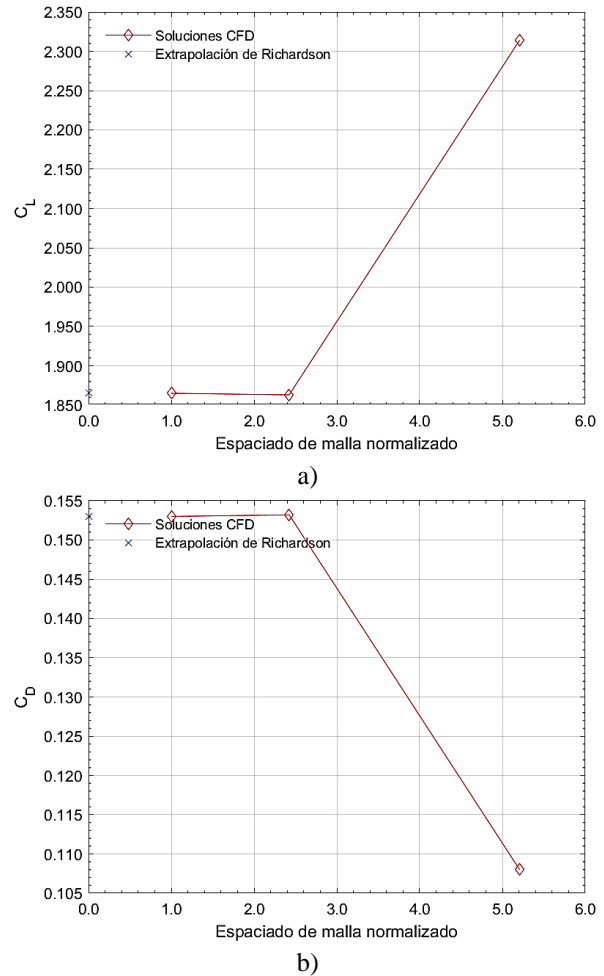 2.350
2.300
2.250
2.200
2.150
2.100
2.050
2.000
1.950
1.900
1.850
C_L
Soluciones CFD
Extrapolación de Richardson
0.0 1.0 2.0 3.0 4.0 5.0 6.0
Espaciado de malla normalizado
a)
0.155
0.150
0.145
0.140
0.135
0.130
0.125
0.120
0.115
0.110
0.105
C_D
Soluciones CFD
Extrapolación de Richardson
0.0 1.0 2.0 3.0 4.0 5.0 6.0
Espaciado de malla normalizado
b)